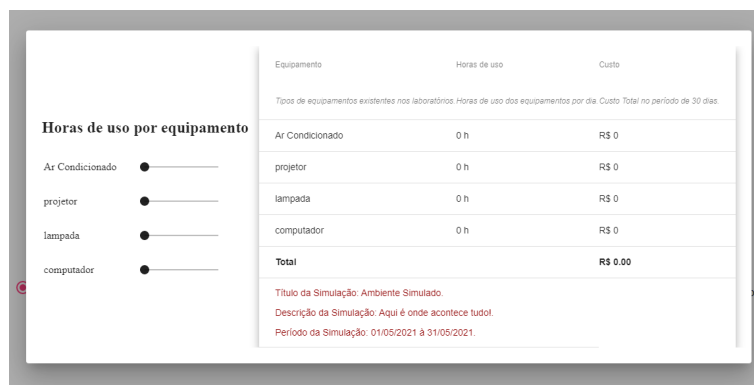 Equipamento Horas de uso Custo
Tipos de equipamentos existentes nos laboratórios. Horas de uso dos equipamentos por dia. Custo Total no período de 30 dias.
Horas de uso por equipamento
Ar Condicionado
projetor
lampada
computador
Ar Condicionado 0 h R$ 0
projetor 0 h R$ 0
lampada 0 h R$ 0
computador 0 h R$ 0
Total R$ 0.00
Título da Simulação: Ambiente Simulado.
Descrição da Simulação: Aqui é onde acontece tudo!.
Período da Simulação: 01/05/2021 à 31/05/2021.